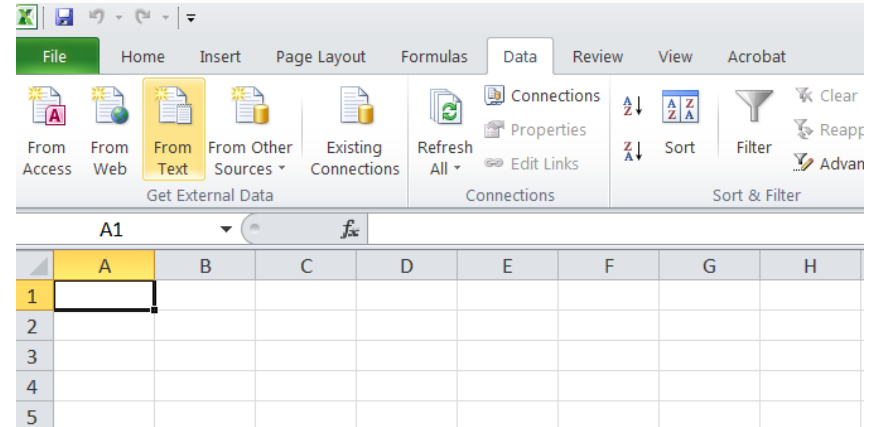 File Home Insert Page Layout Formulas Data Review View Acrobat
From Access
From Web
From Text
From Other Sources
Existing Connections
Get External Data
Refresh All
Connections
Properties
Edit Links
Connections
Sort
Filter
Clear
Reapp
Advan
Sort & Filter
A1 fx
A B C D E F G H
1
2
3
4
5